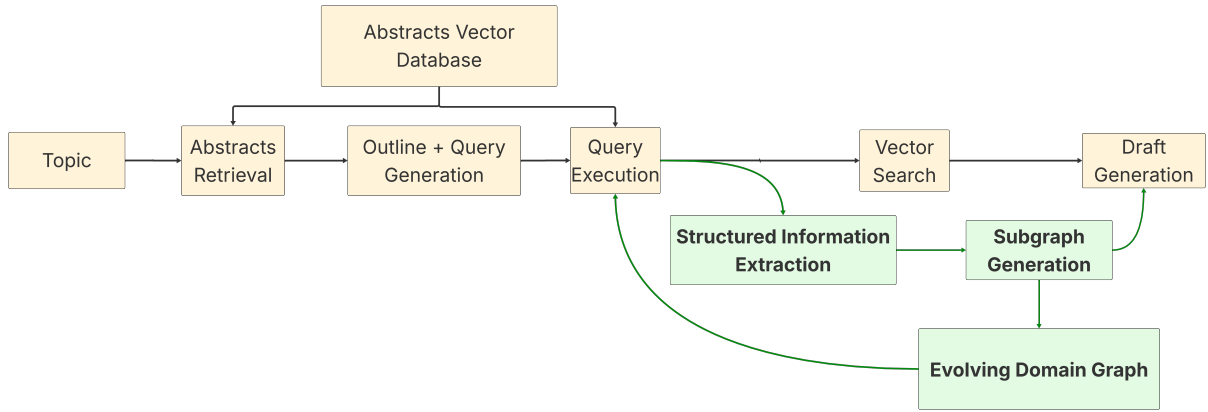 Abstracts Vector
Database
Topic
Abstracts
Retrieval
Outline + Query
Generation
Query
Execution
Vector
Search
Draft
Generation
Structured Information
Extraction
Subgraph
Generation
Evolving Domain Graph